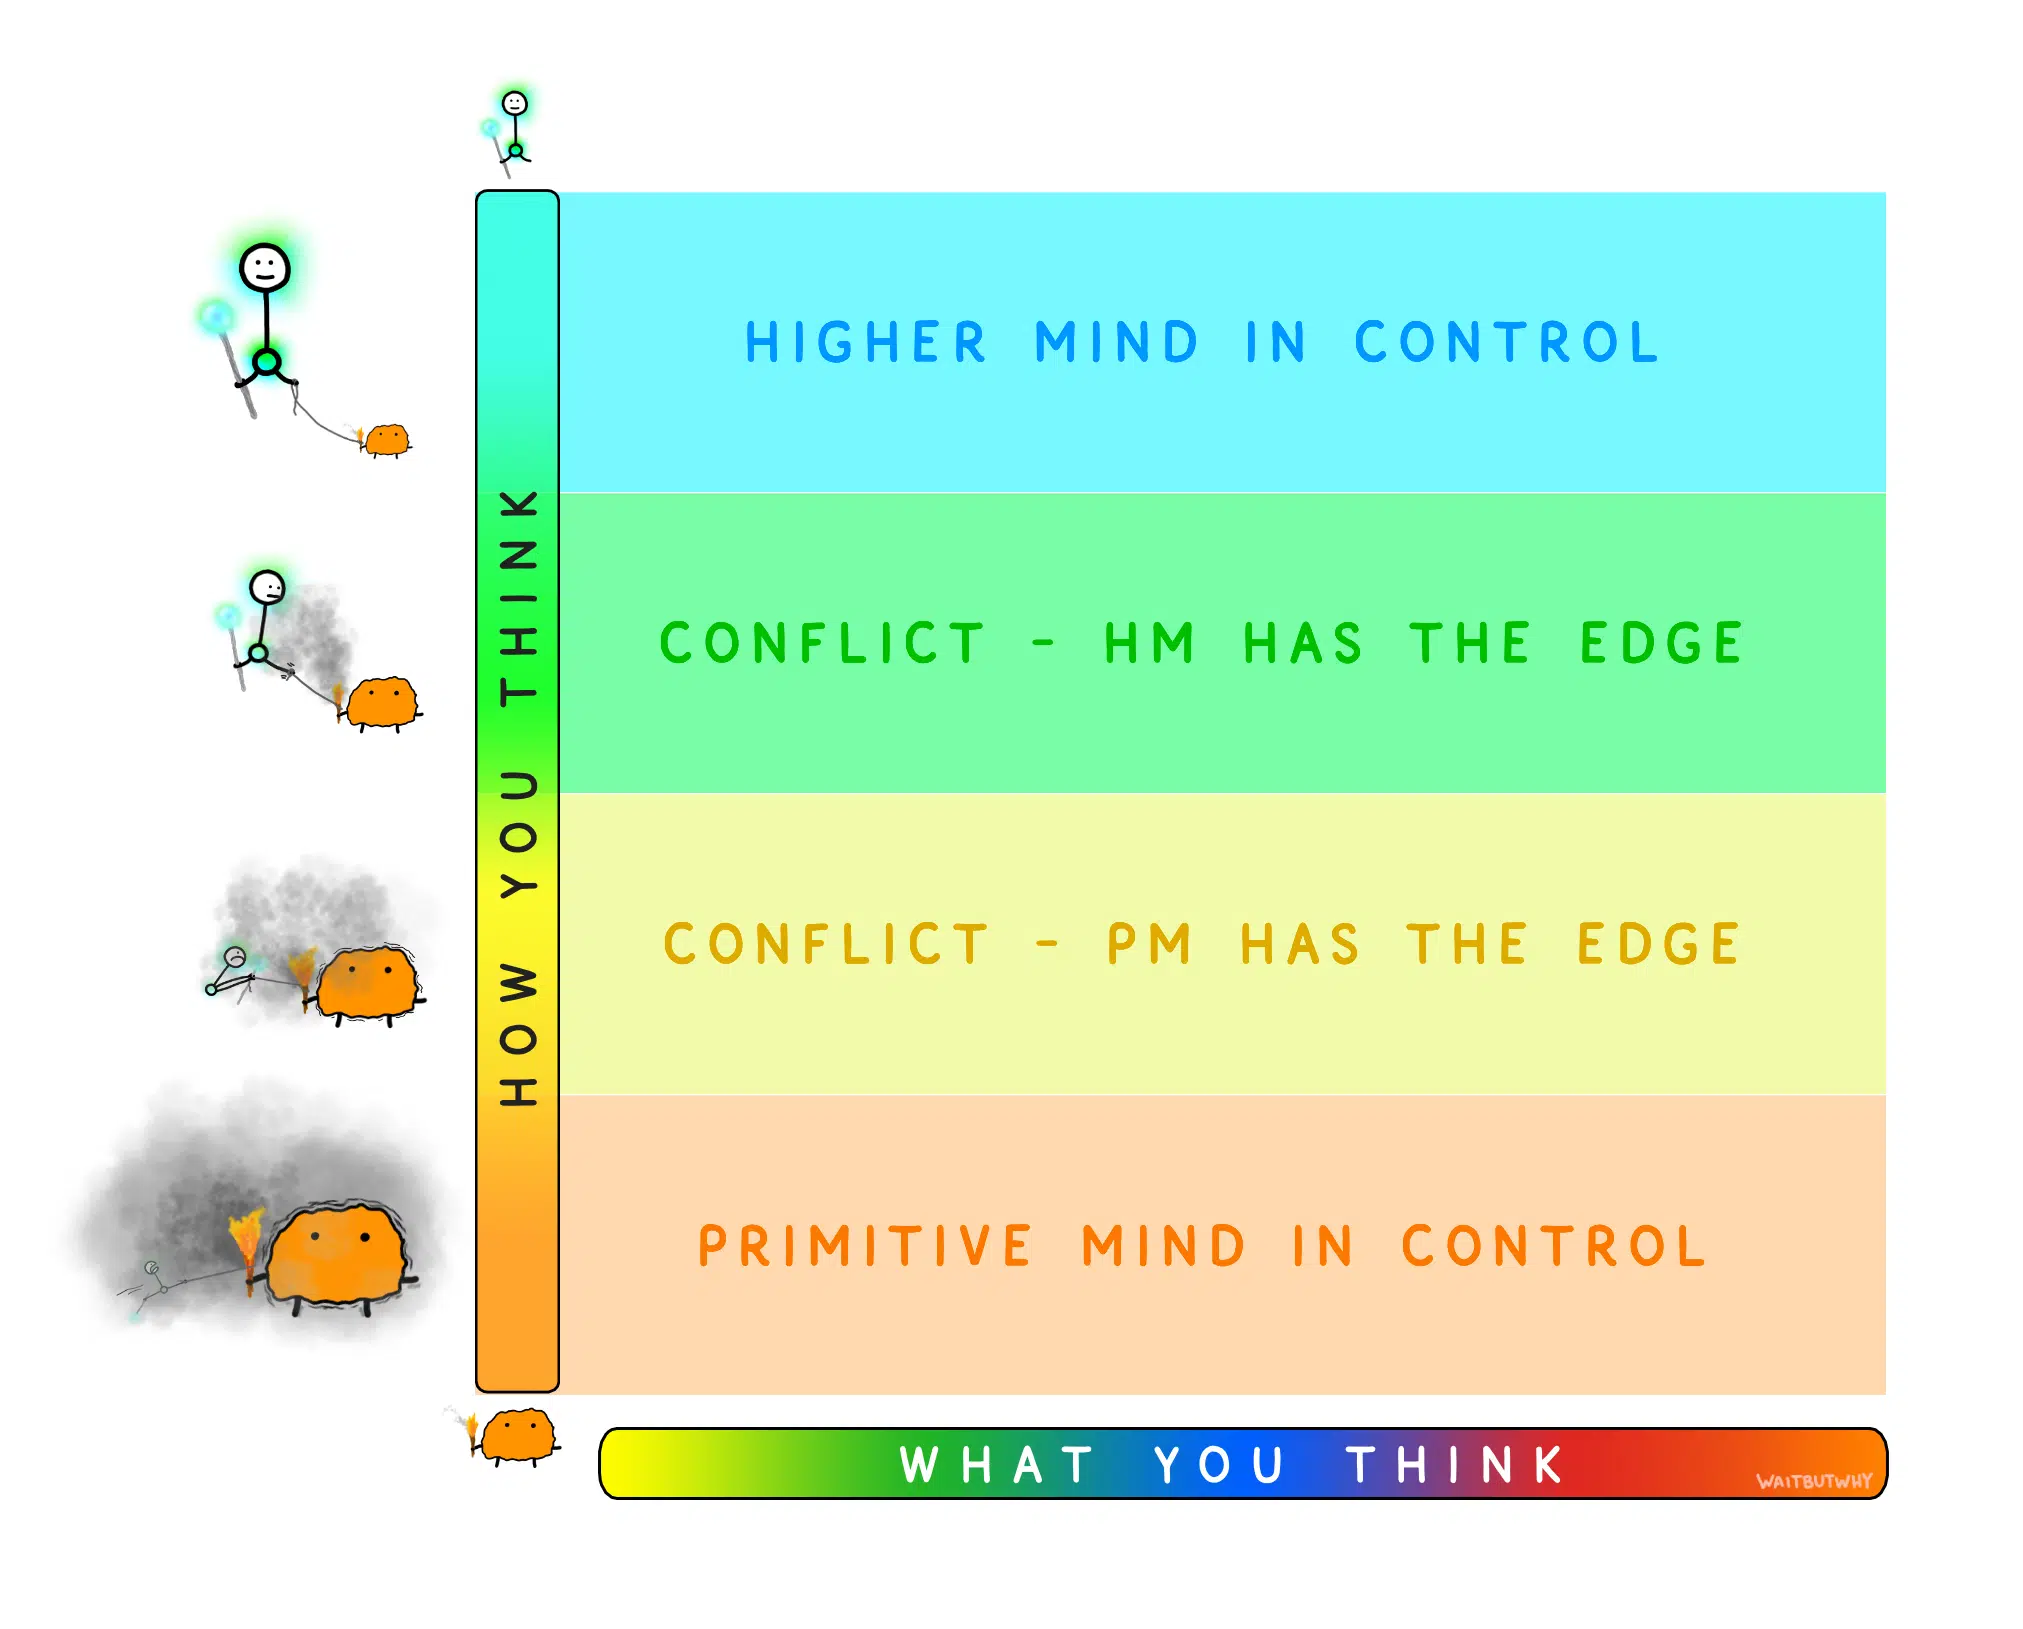 HIGHER MIND IN CONTROL
CONFLICT - HM HAS THE EDGE
HOW YOU THINK
CONFLICT - PM HAS THE EDGE
PRIMITIVE MIND IN CONTROL
WHAT YOU THINK
WAITBUTWHY